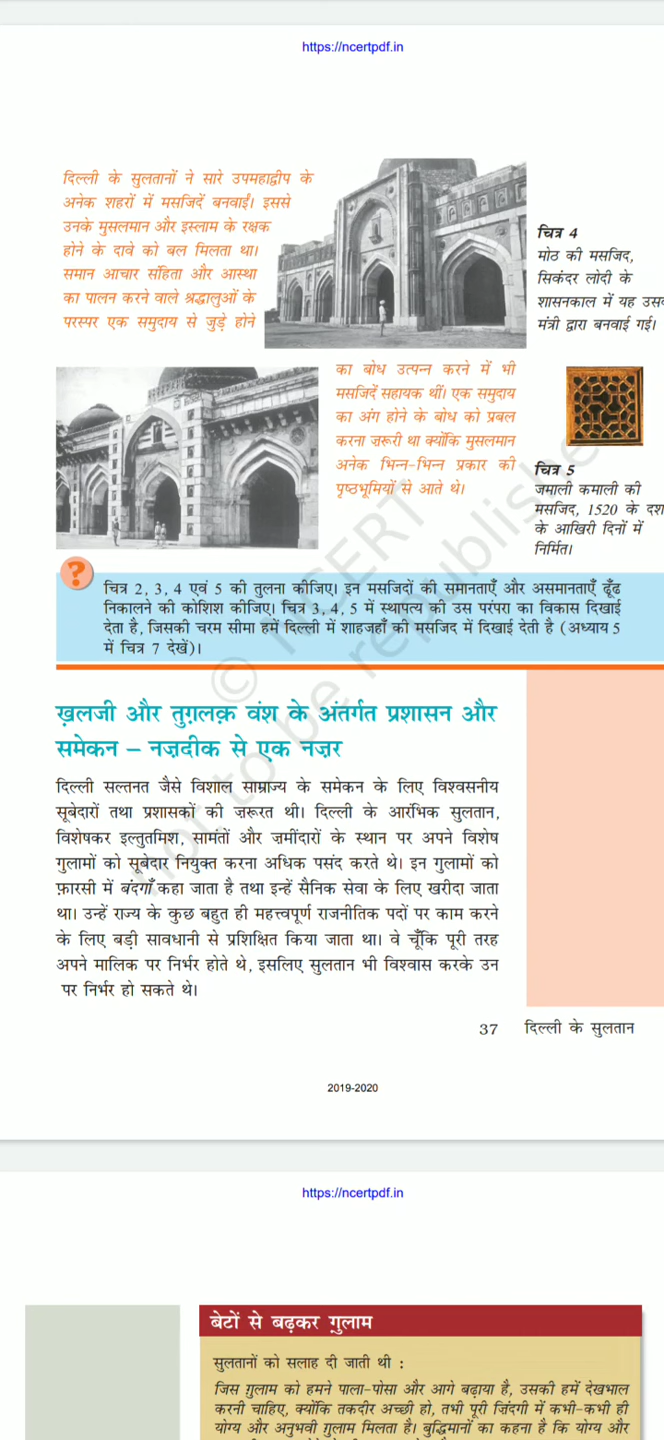 https://ncertpdf.in
दिल्ली के सुलतानों ने सारे उपमहाद्वीप के
अनेक शहरों में मसजिदें बनवाईं। इससे
उनके मुसलमान और इस्लाम के रक्षक
होने के दावे को बल मिलता था।
समान आचार संहिता और आस्था
का पालन करने वाले श्रद्धालुओं के
परस्पर एक समुदाय से जुड़े होने
चित्र 4
मोठ की मसजिद,
सिकंदर लोदी के
शासनकाल में यह
मंत्री द्वारा बनवाई गई।
का बोध उत्पन्न करने में भी
मसजिदें सहायक थीं। एक समुदाय
का अंग होने के बोध को प्रबल
करना ज़रूरी था क्योंकि मुसलमान
अनेक भिन्न-भिन्न प्रकार की
पृष्ठभूमियों से आते थे।
चित्र 5
जमाली कमाली की
मसजिद, 1520 के
के आखिरी दिनों में
निर्मित।
?
चित्र 2, 3, 4 एवं 5 की तुलना कीजिए। इन मसजिदों की समानताएँ और असमानताएँ ढूँढ़
निकालने की कोशिश कीजिए। चित्र 3, 4, 5 में स्थापत्य की उस परंपरा का विकास दिखाई
देता है, जिसकी चरम सीमा हमें दिल्ली में शाहजहाँ की मसजिद में दिखाई देती है (अध्याय 5
में चित्र 7 देखें)।
ख़लजी और तुग़लक़ वंश के अंतर्गत प्रशासन और
समेकन – नज़दीक से एक नज़र
दिल्ली सल्तनत जैसे विशाल साम्राज्य के समेकन के लिए विश्वसनीय
सूबेदारों तथा प्रशासकों की ज़रूरत थी। दिल्ली के आरंभिक सुलतान,
विशेषकर इल्तुतमिश, सामंतों और ज़मींदारों के स्थान पर अपने विशेष
गुलामों को सूबेदार नियुक्त करना अधिक पसंद करते थे। इन गुलामों को
फ़ारसी में बंदगाँ कहा जाता है तथा इन्हें सैनिक सेवा के लिए खरीदा जाता
था। उन्हें राज्य के कुछ बहुत ही महत्त्वपूर्ण राजनीतिक पदों पर काम करने
के लिए बड़ी सावधानी से प्रशिक्षित किया जाता था। वे चूँकि पूरी तरह
अपने मालिक पर निर्भर होते थे, इसलिए सुलतान भी विश्वास करके उन
पर निर्भर हो सकते थे।
© NCERT
not to be republished
37 दिल्ली के सुलतान
2019-2020
https://ncertpdf.in
बेटों से बढ़कर ग़ुलाम
सुलतानों को सलाह दी जाती थी :
जिस ग़ुलाम को हमने पाला-पोसा और आगे बढ़ाया है, उसकी हमें देखभाल
करनी चाहिए, क्योंकि तकदीर अच्छी हो, तभी पूरी ज़िंदगी में कभी-कभी ही
योग्य और अनुभवी ग़ुलाम मिलता है। बुद्धिमानों का कहना है कि योग्य और